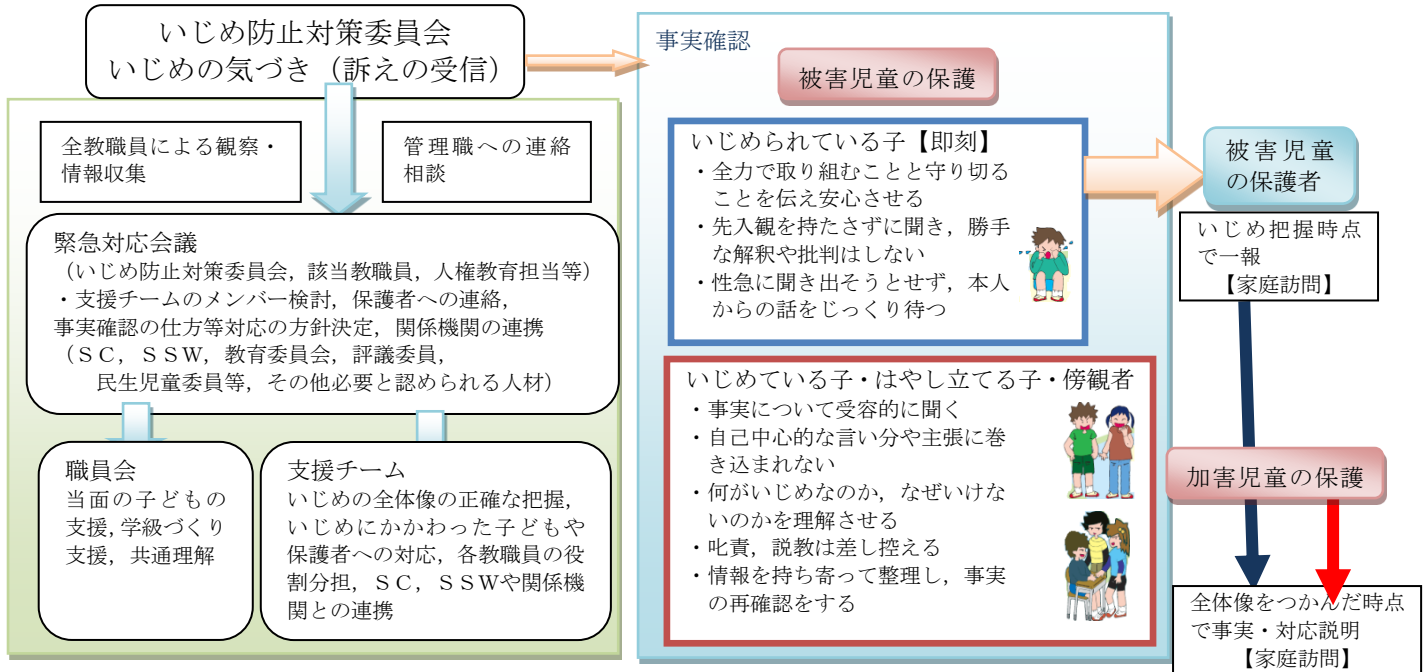 いじめ防止対策委員会
いじめの気づき（訴えの受信）
全教職員による観察・
情報収集
管理職への連絡
相談
緊急対応会議
（いじめ防止対策委員会，該当教職員，人権教育担当等）
・支援チームのメンバー検討，保護者への連絡，
事実確認の仕方等対応の方針決定，関係機関の連携
（ＳＣ，ＳＳＷ，教育委員会，評議委員，
民生児童委員等，その他必要と認められる人材）
職員会
当面の子どもの
支援，学級づくり
支援，共通理解
支援チーム
いじめの全体像の正確な把握，
いじめにかかわった子どもや
保護者への対応，各教職員の役
割分担，ＳＣ，ＳＳＷや関係機
関との連携
事実確認
被害児童の保護
いじめられている子【即刻】
・全力で取り組むことと守り切る
ことを伝え安心させる
・先入観を持たさずに聞き，勝手
な解釈や批判はしない
・性急に聞き出そうとせず，本人
からの話をじっくり待つ
いじめている子・はやし立てる子・傍観者
・事実について受容的に聞く
・自己中心的な言い分や主張に巻
き込まれない
・何がいじめなのか，なぜいけな
いのかを理解させる
・叱責，説教は差し控える
・情報を持ち寄って整理し，事実
の再確認をする
被害児童
の保護者
いじめ把握時点
で一報
【家庭訪問】
加害児童の保護
全体像をつかんだ時点
で事実・対応説明
【家庭訪問】